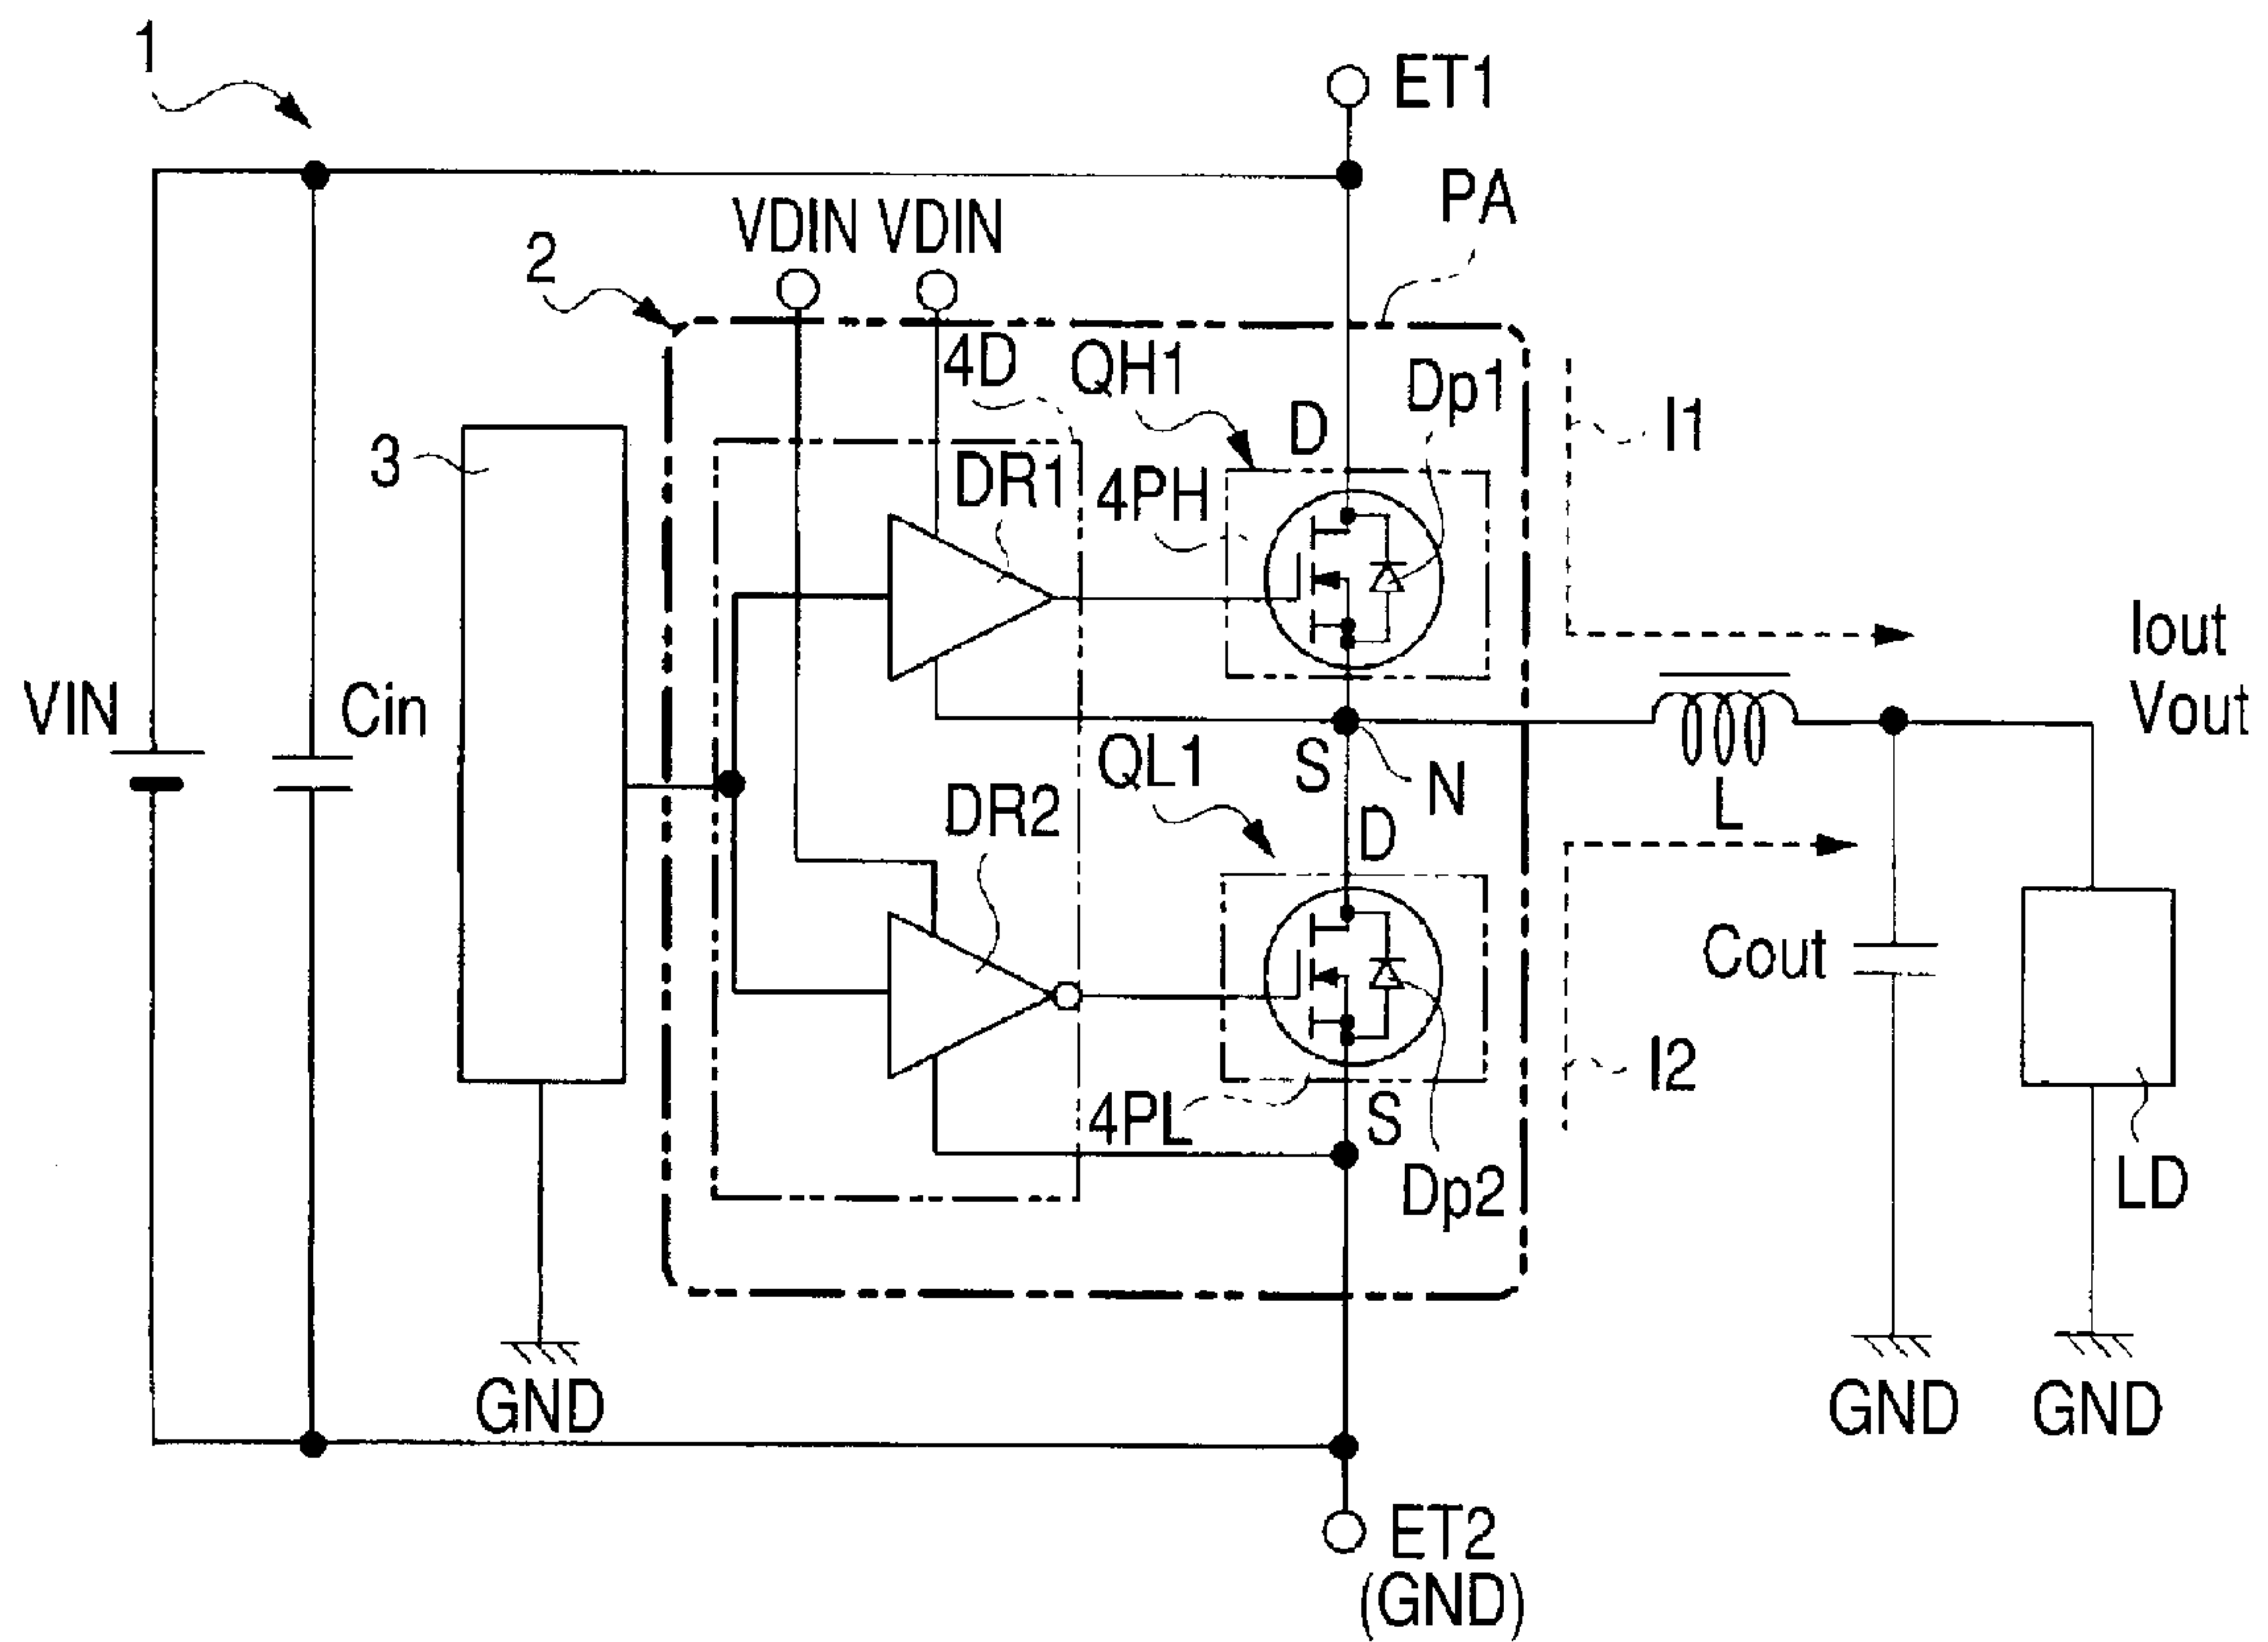 1
ET1
PA
VDIN VDIN
2
4D
QH1
Dp1
D
I1
3
DR1
4PH
Iout
Vout
VIN
Cin
QL1
S
N
L
DR2
D
Cout
I2
4PL
S
Dp2
LD
GND
GND
GND
ET2
(GND)